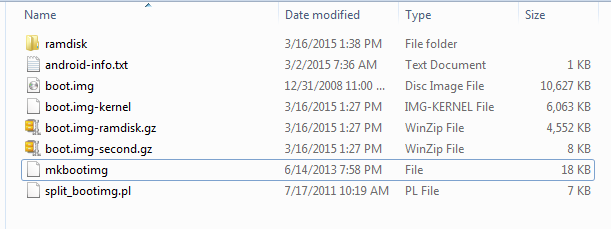 Name Date modified Type Size
ramdisk 3/16/2015 1:38 PM File folder
android-info.txt 3/2/2015 7:36 AM Text Document 1 KB
boot.img 12/31/2008 11:00 ... Disc Image File 10,627 KB
boot.img-kernel 3/16/2015 1:27 PM IMG-KERNEL File 6,063 KB
boot.img-ramdisk.gz 3/16/2015 1:27 PM WinZip File 4,552 KB
boot.img-second.gz 3/16/2015 1:27 PM WinZip File 8 KB
mkbootimg 6/14/2013 7:58 PM File 18 KB
split_bootimg.pl 7/17/2011 10:19 AM PL File 7 KB